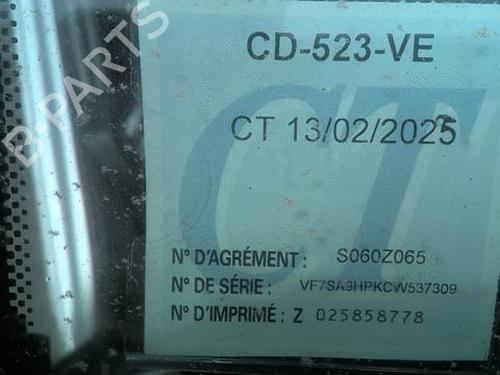 CD-523-VE
CT 13/02/2025
CT
N° D'AGRÉMENT : S060Z065
N° DE SÉRIE : VF7SA9HPKCW537309
N° D'IMPRIMÉ : Z 025858778
B-PARTS